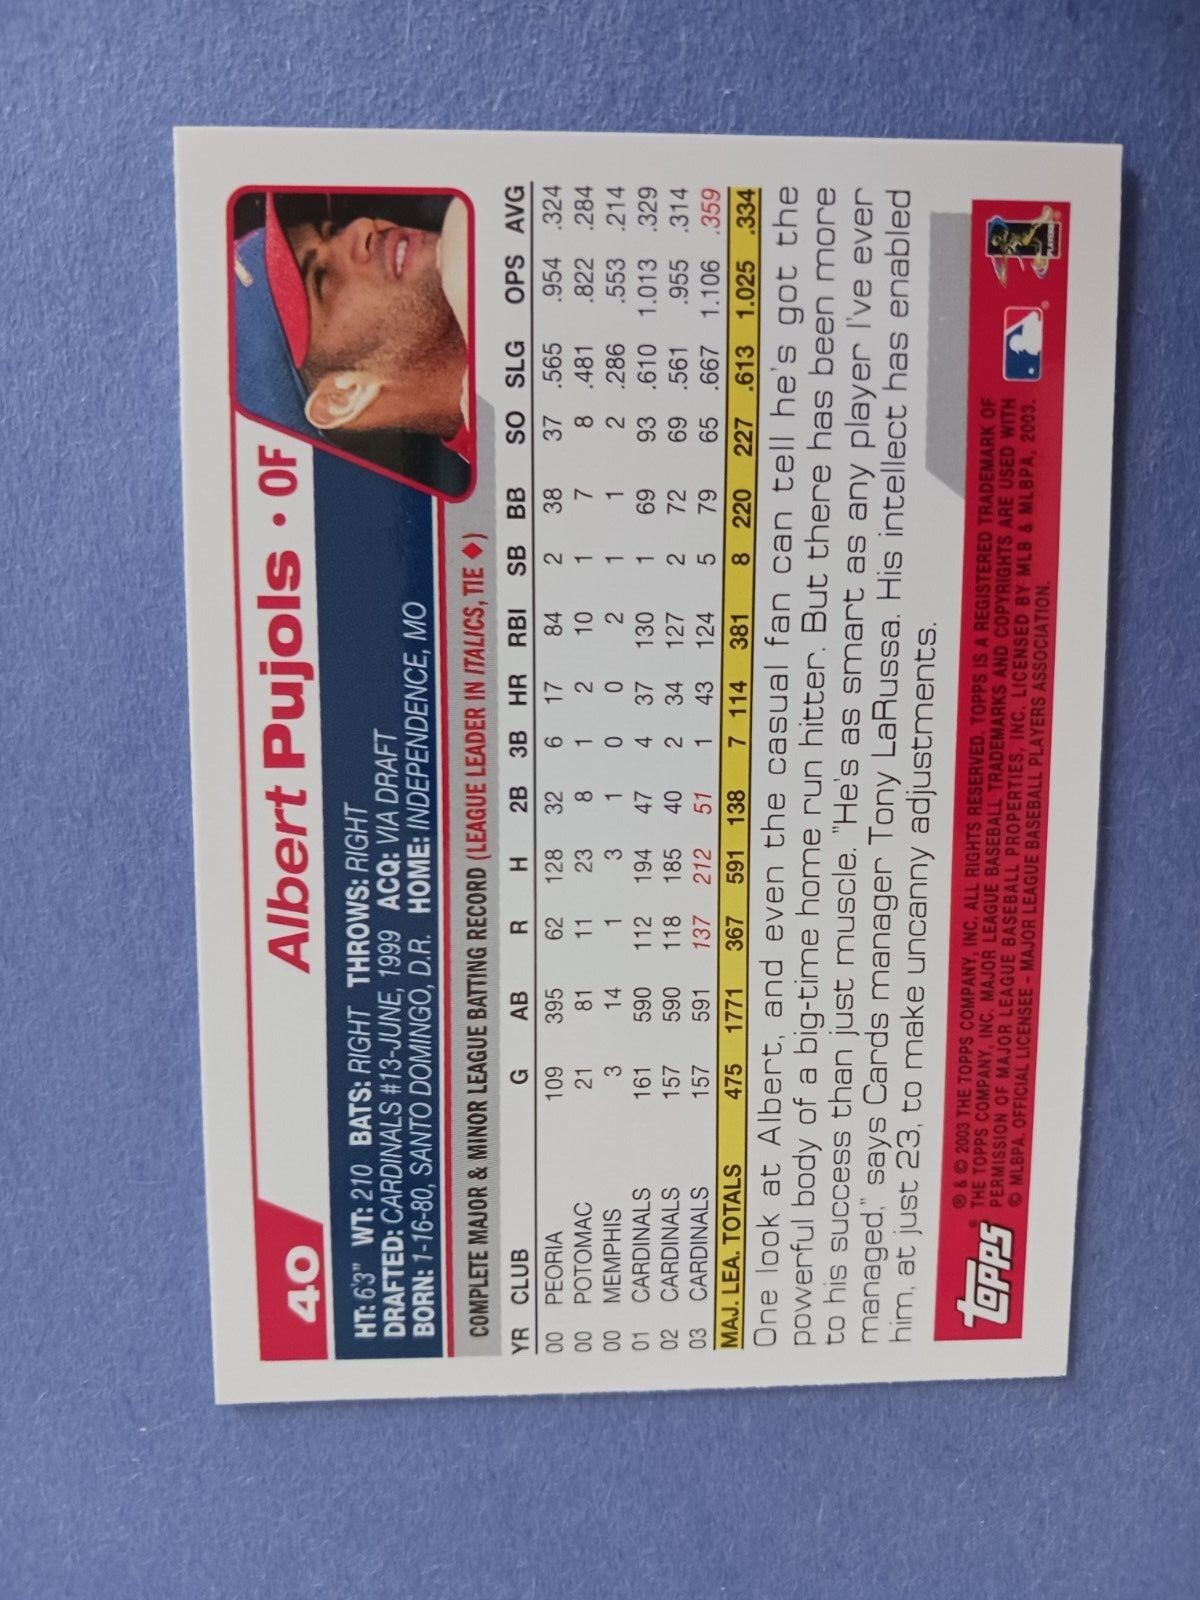 40
Albert Pujols • OF
HT: 6'3" WT: 210 BATS: RIGHT THROWS: RIGHT
DRAFTED: CARDINALS #13-JUNE, 1999 ACQ: VIA DRAFT
BORN: 1-16-80, SANTO DOMINGO, D.R. HOME: INDEPENDENCE, MO
COMPLETE MAJOR & MINOR LEAGUE BATTING RECORD (LEAGUE LEADER IN ITALICS, TIE ♦)
YR CLUB G AB R H 2B 3B HR RBI SB BB SO SLG OPS AVG
00 PEORIA 109 395 62 128 32 6 17 84 2 38 37 .565 .954 .324
00 POTOMAC 21 81 11 23 8 1 2 10 1 7 8 .481 .822 .284
00 MEMPHIS 3 14 1 3 1 0 0 2 1 1 2 .286 .553 .214
01 CARDINALS 161 590 112 194 47 4 37 130 1 69 93 .610 1.013 .329
02 CARDINALS 157 590 118 185 40 2 34 127 2 72 69 .561 .955 .314
03 CARDINALS 157 591 137 212 51 1 43 124 5 79 65 .667 1.106 .359
MAJ. LEA. TOTALS 475 1771 367 591 138 7 114 381 8 220 227 .613 1.025 .334
One look at Albert, and even the casual fan can tell he's got the
powerful body of a big-time home run hitter. But there has been more
to his success than just muscle. "He's as smart as any player I've ever
managed," says Cards manager Tony LaRussa. His intellect has enabled
him, at just 23, to make uncanny adjustments.
topps®
® & © 2003 THE TOPPS COMPANY, INC. ALL RIGHTS RESERVED. TOPPS IS A REGISTERED TRADEMARK OF
THE TOPPS COMPANY, INC. MAJOR LEAGUE BASEBALL TRADEMARKS AND COPYRIGHTS ARE USED WITH
PERMISSION OF MAJOR LEAGUE BASEBALL PROPERTIES, INC. LICENSED BY MLB & MLBPA, 2003.
© MLBPA. OFFICIAL LICENSEE - MAJOR LEAGUE BASEBALL PLAYERS ASSOCIATION.